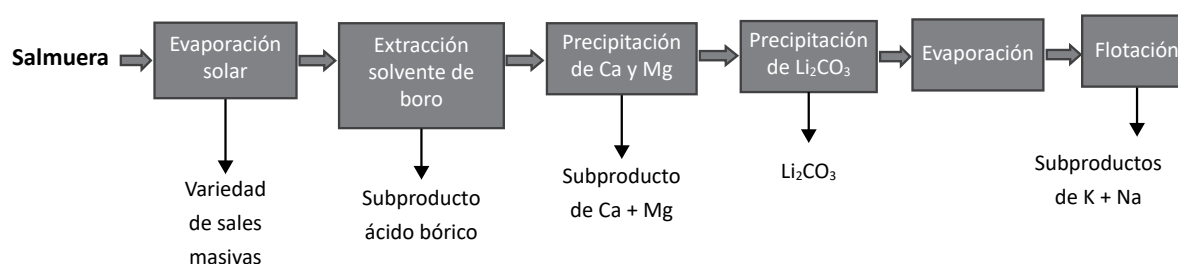 Salmuera
Evaporación
solar
Extracción
solvente de
boro
Precipitación
de Ca y Mg
Precipitación
de Li₂CO₃
Evaporación
Flotación
Variedad
de sales
masivas
Subproducto
ácido bórico
Subproducto
de Ca + Mg
Li₂CO₃
Subproductos
de K + Na